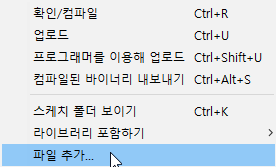 확인/컴파일 Ctrl+R
업로드 Ctrl+U
프로그래머를 이용해 업로드 Ctrl+Shift+U
컴파일된 바이너리 내보내기 Ctrl+Alt+S
스케치 폴더 보이기 Ctrl+K
라이브러리 포함하기
파일 추가...